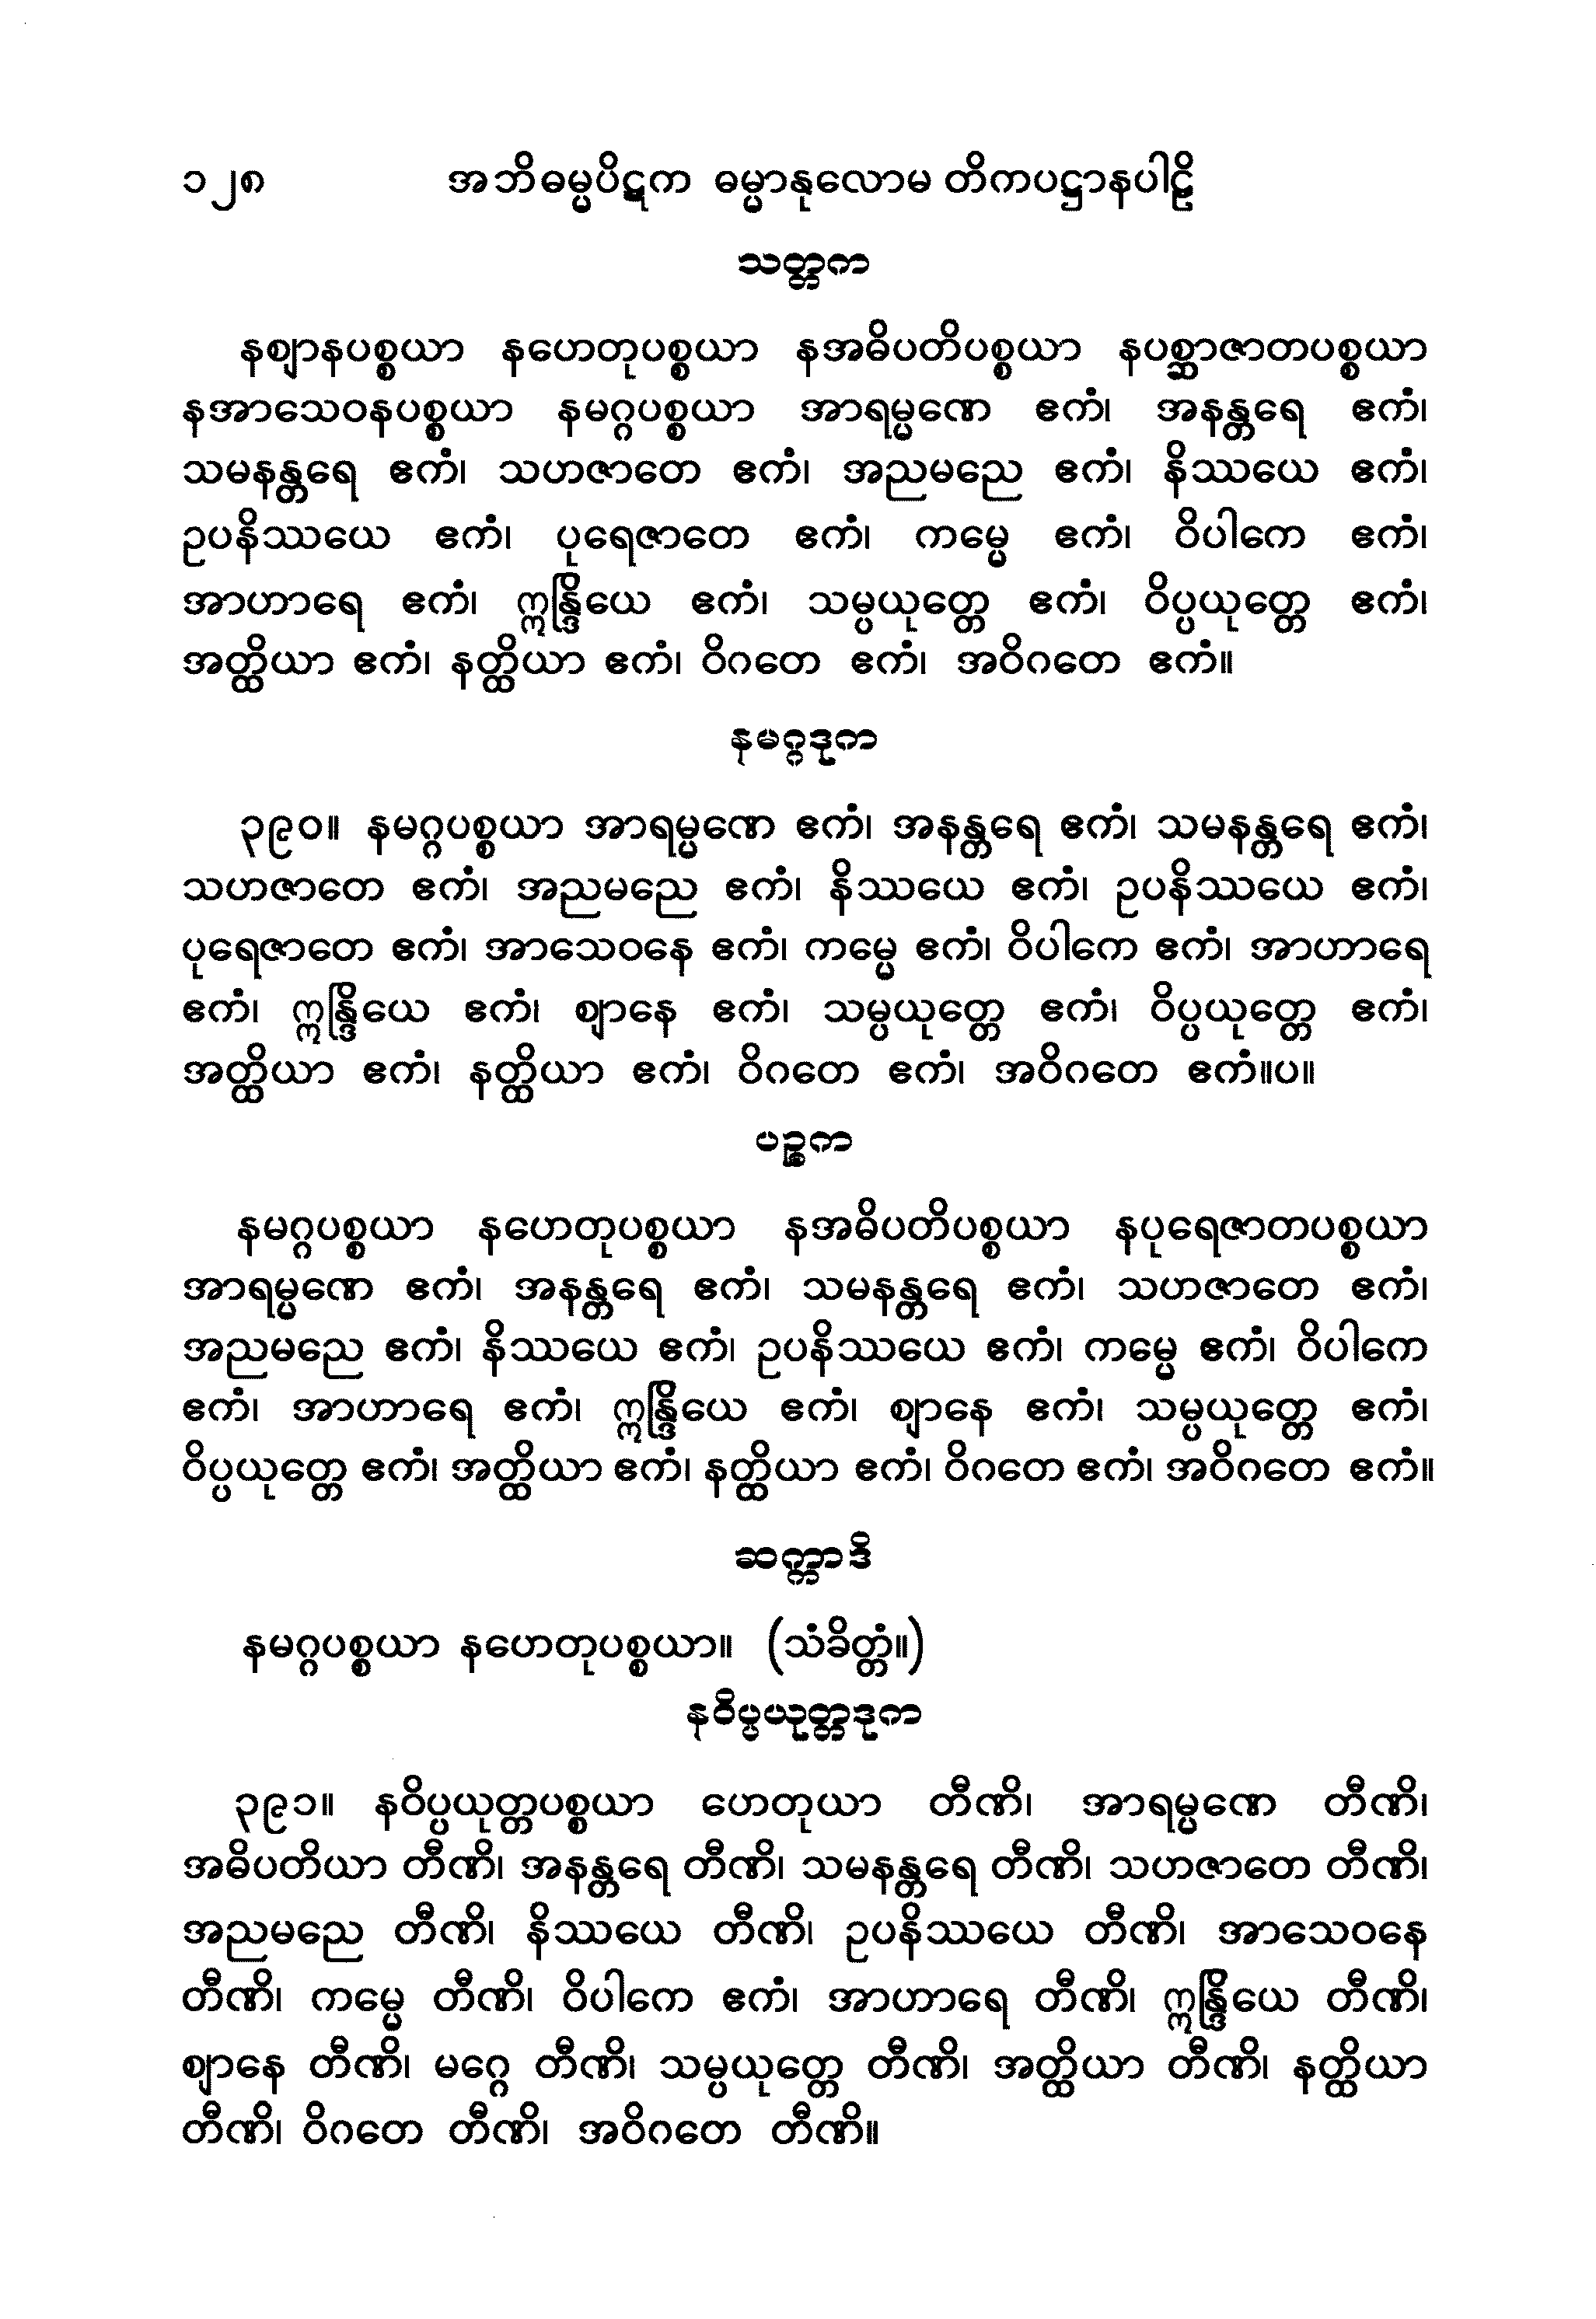 ၁၂၈ အဘိဓမ္မပိဋက ဓမ္မာနုလောမ တိကပဋ္ဌာနပါဠိ
သတ္တက
နဈာနပစ္စယာ နဟေတုပစ္စယာ နအဓိပတိပစ္စယာ နပစ္ဆာဇာတပစ္စယာ
နအာသေဝနပစ္စယာ နမဂ္ဂပစ္စယာ အာရမ္မဏေ ဧကံ၊ အနန္တရေ ဧကံ၊
သမနန္တရေ ဧကံ၊ သဟဇာတေ ဧကံ၊ အညမညေ ဧကံ၊ နိဿယေ ဧကံ၊
ဥပနိဿယေ ဧကံ၊ ပုရေဇာတေ ဧကံ၊ ကမ္မေ ဧကံ၊ ဝိပါကေ ဧကံ၊
အာဟာရေ ဧကံ၊ ဣန္ဒြိယေ ဧကံ၊ သမ္ပယုတ္တေ ဧကံ၊ ဝိပ္ပယုတ္တေ ဧကံ၊
အတ္ထိယာ ဧကံ၊ နတ္ထိယာ ဧကံ၊ ဝိဂတေ ဧကံ၊ အဝိဂတေ ဧကံ။
နမဂ္ဂဒုက
၃၉၀။ နမဂ္ဂပစ္စယာ အာရမ္မဏေ ဧကံ၊ အနန္တရေ ဧကံ၊ သမနန္တရေ ဧကံ၊
သဟဇာတေ ဧကံ၊ အညမညေ ဧကံ၊ နိဿယေ ဧကံ၊ ဥပနိဿယေ ဧကံ၊
ပုရေဇာတေ ဧကံ၊ အာသေဝနေ ဧကံ၊ ကမ္မေ ဧကံ၊ ဝိပါကေ ဧကံ၊ အာဟာရေ
ဧကံ၊ ဣန္ဒြိယေ ဧကံ၊ ဈာနေ ဧကံ၊ သမ္ပယုတ္တေ ဧကံ၊ ဝိပ္ပယုတ္တေ ဧကံ၊
အတ္ထိယာ ဧကံ၊ နတ္ထိယာ ဧကံ၊ ဝိဂတေ ဧကံ၊ အဝိဂတေ ဧကံ။ပ။
ပဉ္စက
နမဂ္ဂပစ္စယာ နဟေတုပစ္စယာ နအဓိပတိပစ္စယာ နပုရေဇာတပစ္စယာ
အာရမ္မဏေ ဧကံ၊ အနန္တရေ ဧကံ၊ သမနန္တရေ ဧကံ၊ သဟဇာတေ ဧကံ၊
အညမညေ ဧကံ၊ နိဿယေ ဧကံ၊ ဥပနိဿယေ ဧကံ၊ ကမ္မေ ဧကံ၊ ဝိပါကေ
ဧကံ၊ အာဟာရေ ဧကံ၊ ဣန္ဒြိယေ ဧကံ၊ ဈာနေ ဧကံ၊ သမ္ပယုတ္တေ ဧကံ၊
ဝိပ္ပယုတ္တေ ဧကံ၊ အတ္ထိယာ ဧကံ၊ နတ္ထိယာ ဧကံ၊ ဝိဂတေ ဧကံ၊ အဝိဂတေ ဧကံ။
ဆက္ကာဒိ
နမဂ္ဂပစ္စယာ နဟေတုပစ္စယာ။ (သံခိတ္တံ။)
နဝိပ္ပယုတ္တဒုက
၃၉၁။ နဝိပ္ပယုတ္တပစ္စယာ ဟေတုယာ တီဏိ၊ အာရမ္မဏေ တီဏိ၊
အဓိပတိယာ တီဏိ၊ အနန္တရေ တီဏိ၊ သမနန္တရေ တီဏိ၊ သဟဇာတေ တီဏိ၊
အညမညေ တီဏိ၊ နိဿယေ တီဏိ၊ ဥပနိဿယေ တီဏိ၊ အာသေဝနေ
တီဏိ၊ ကမ္မေ တီဏိ၊ ဝိပါကေ ဧကံ၊ အာဟာရေ တီဏိ၊ ဣန္ဒြိယေ တီဏိ၊
ဈာနေ တီဏိ၊ မဂ္ဂေ တီဏိ၊ သမ္ပယုတ္တေ တီဏိ၊ အတ္ထိယာ တီဏိ၊ နတ္ထိယာ
တီဏိ၊ ဝိဂတေ တီဏိ၊ အဝိဂတေ တီဏိ။